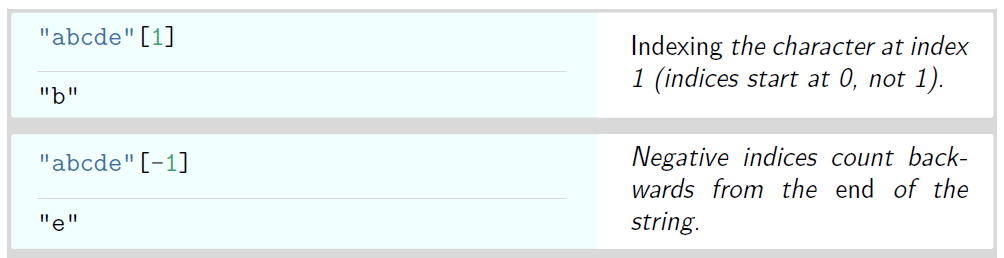 "abcde"[1]
"b"
Indexing the character at index
1 (indices start at 0, not 1).
"abcde"[-1]
"e"
Negative indices count back-
wards from the end of the
string.